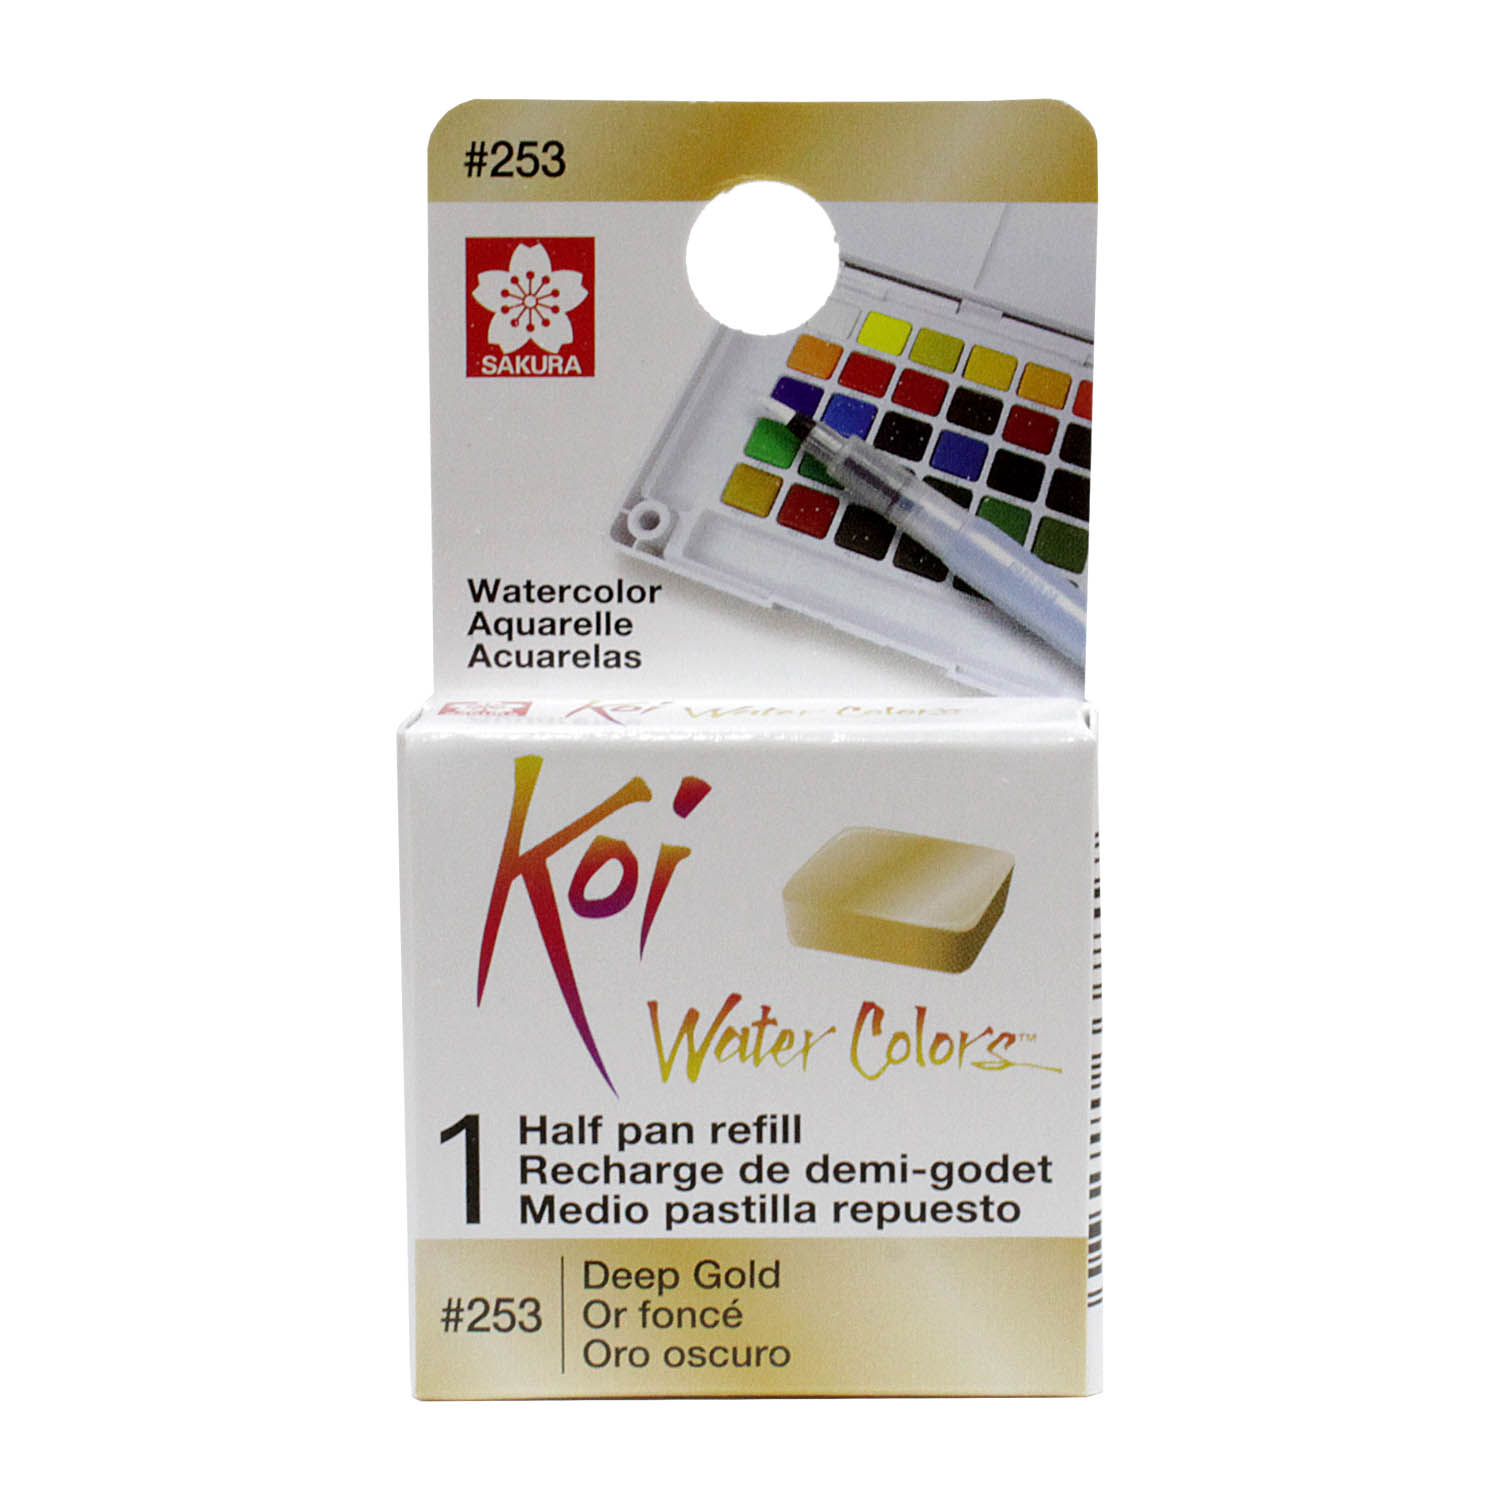 #253
SAKURA
Watercolor
Aquarelle
Acuarelas
Koi Water Colors
Koi
Water Colors™
1
Half pan refill
Recharge de demi-godet
Medio pastilla repuesto
#253
Deep Gold
Or foncé
Oro oscuro